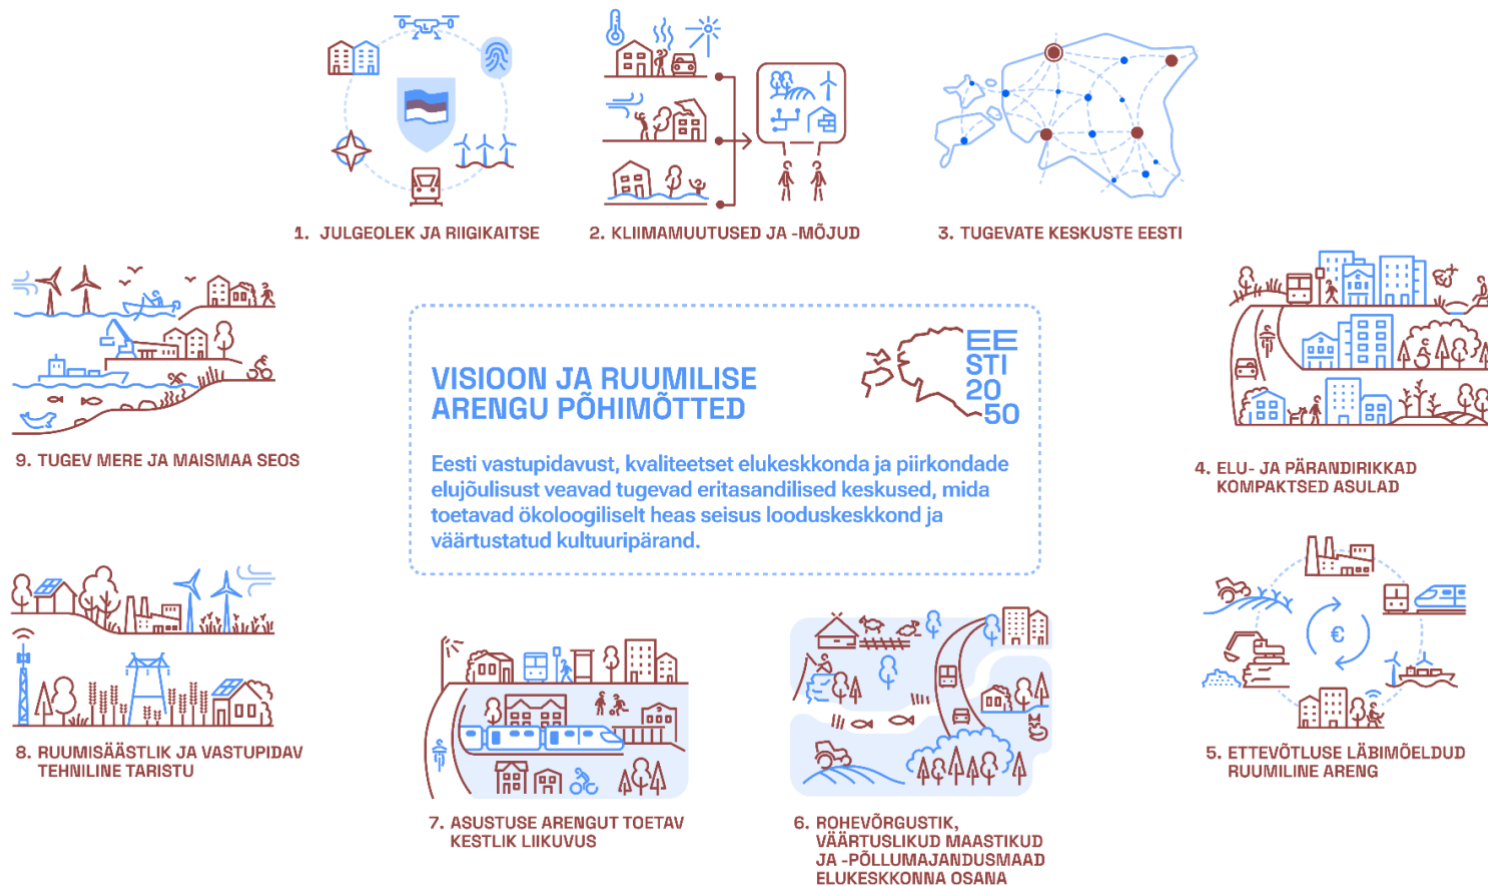 1. JULGEOLEK JA RIIGIKAITSE
2. KLIIMAMUUTUSED JA -MÕJUD
3. TUGEVATE KESKUSTE EESTI
VISIOON JA RUUMILISE
ARENGU PÕHIMÕTTED
EE
STI
20
50
Eesti vastupidavust, kvaliteetset elukeskkonda ja piirkondade
elujõulisust veavad tugevad eritasandilised keskused, mida
toetavad ökoloogiliselt heas seisus looduskeskkond ja
väärtustatud kultuuripärand.
4. ELU- JA PÄRANDIRIKKAD
KOMPAKTSED ASULAD
€
5. ETTEVÕTLUSE LÄBIMÕELDUD
RUUMILINE ARENG
6. ROHEVÕRGUSTIK,
VÄÄRTUSLIKUD MAASTIKUD
JA -PÕLLUMAJANDUSMAAD
ELUKESKKONNA OSANA
7. ASUSTUSE ARENGUT TOETAV
KESTLIK LIIKUVUS
8. RUUMISÄÄSTLIK JA VASTUPIDAV
TEHNILINE TARISTU
9. TUGEV MERE JA MAISMAA SEOS